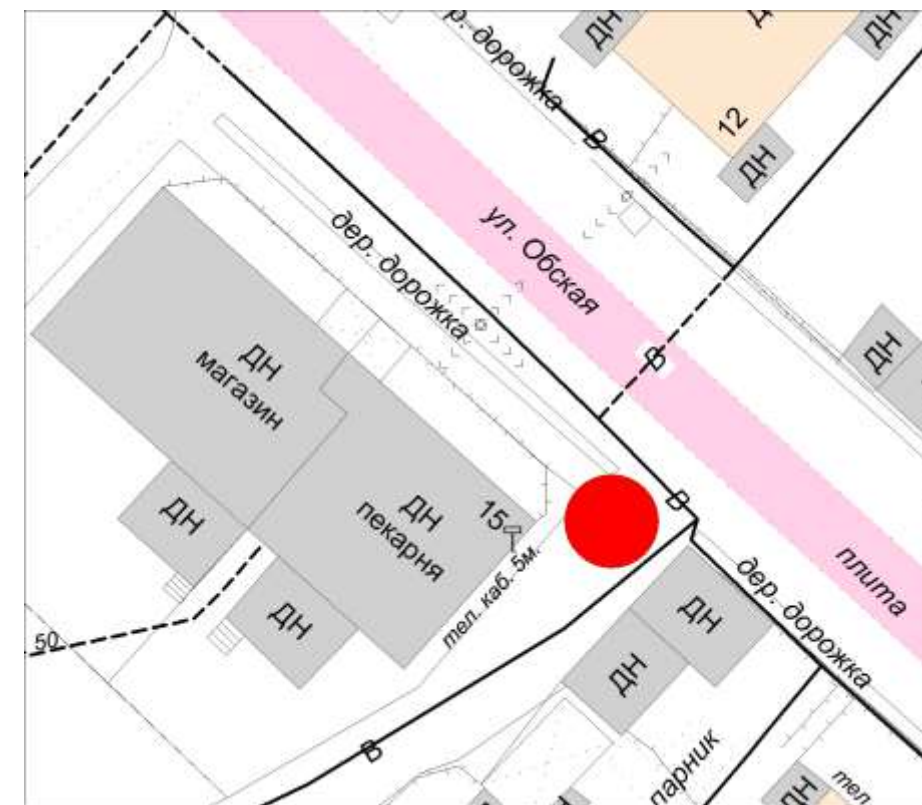 дер. дорожка
ДН
ДН
В
12
ДН
ул. Обская
дер. дорожка
ДН
магазин
В
ДН
ДН
пекарня
15
В
тел. каб. 5м.
плита
дер. дорожка
ДН
ДН
ДН
ДН
50
В
парник
ДН
тел.